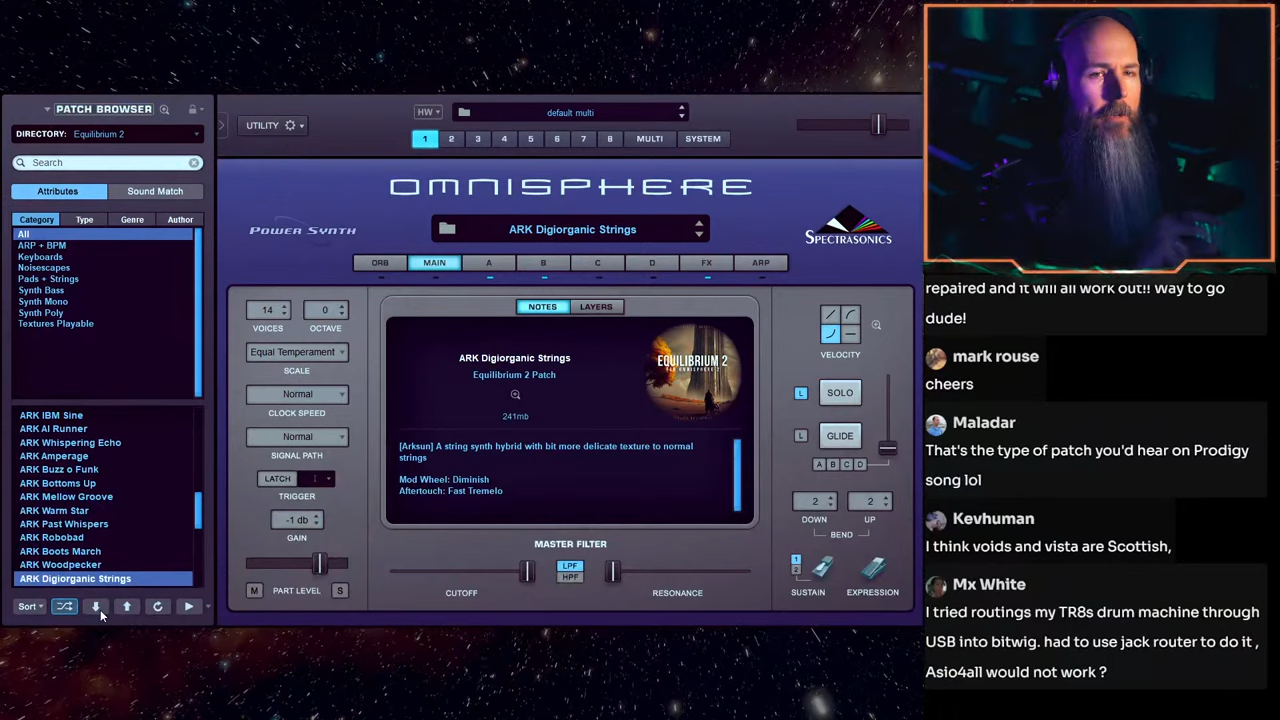 PATCH BROWSER
DIRECTORY: Equilibrium 2
Search
Attributes
Sound Match
Category
Type
Genre
Author
All
ARP + BPM
Keyboards
Noisescapes
Pads + Strings
Synth Bass
Synth Mono
Synth Poly
Textures Playable
ARK IBM Sine
ARK AI Runner
ARK Whispering Echo
ARK Amperage
ARK Buzz o Funk
ARK Bottoms Up
ARK Mellow Groove
ARK Warm Star
ARK Past Whispers
ARK Robobad
ARK Boots March
ARK Woodpecker
ARK Digiorganic Strings
Sort
UTILITY
HW
default multi
1 2 3 4 5 6 7 8 MULTI SYSTEM
OMNISPHERE
POWER SYNTH
ARK Digiorganic Strings
SPECTRASONICS
ORB MAIN A B C D FX ARP
14
VOICES
0
OCTAVE
Equal Temperament
SCALE
Normal
CLOCK SPEED
Normal
SIGNAL PATH
LATCH
TRIGGER
-1 db
GAIN
M PART LEVEL S
NOTES
LAYERS
ARK Digiorganic Strings
Equilibrium 2 Patch
241mb
EQUILIBRIUM 2
[Arksun] A string synth hybrid with bit more delicate texture to normal
strings
Mod Wheel: Diminish
Aftertouch: Fast Tremelo
MASTER FILTER
LPF
HPF
CUTOFF
RESONANCE
VELOCITY
L SOLO
L GLIDE
A B C D
2
DOWN
2
UP
BEND
1
2
SUSTAIN
EXPRESSION
repaired and it will all work out!! Way to go
dude!
mark rouse
cheers
Maladar
That's the type of patch you'd hear on Prodigy
song lol
Kevhuman
I think voids and vista are Scottish,
Mx White
I tried routings my TR8s drum machine through
USB into bitwig. had to use jack router to do it ,
Asio4all would not work ?